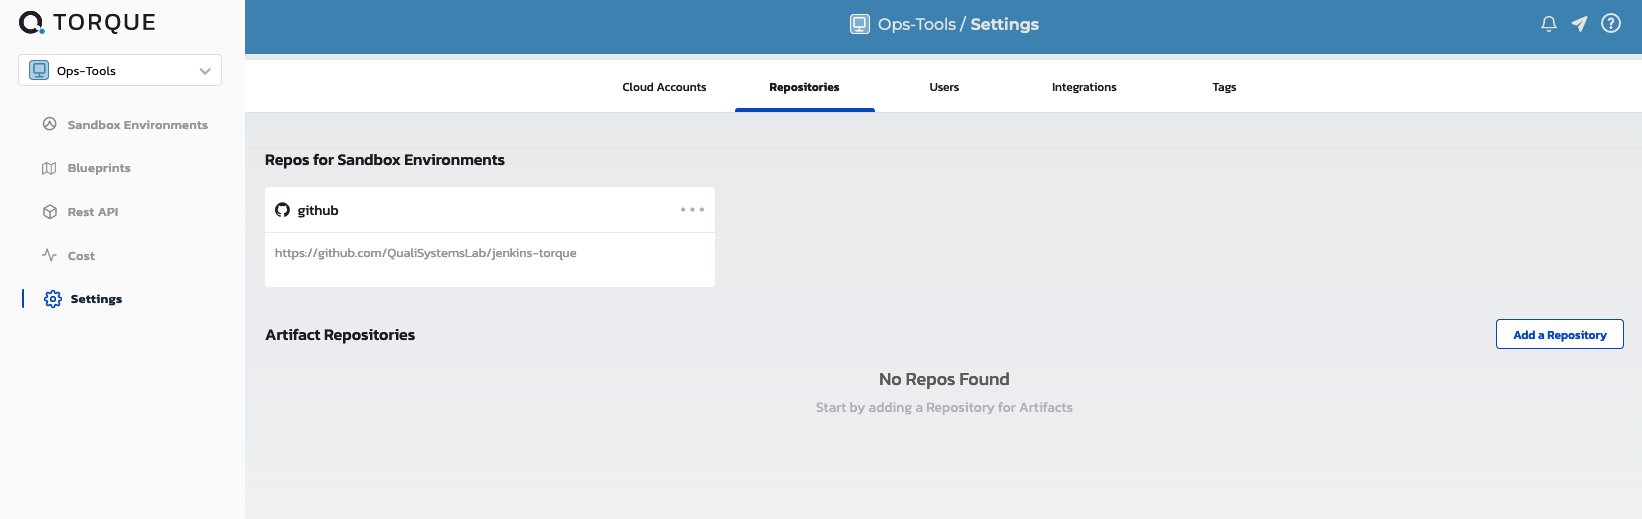 TORQUE
Ops-Tools
Sandbox Environments
Blueprints
Rest API
Cost
Settings
Ops-Tools / Settings
Cloud Accounts
Repositories
Users
Integrations
Tags
Repos for Sandbox Environments
github
https://github.com/QualiSystemsLab/jenkins-torque
Artifact Repositories
Add a Repository
No Repos Found
Start by adding a Repository for Artifacts